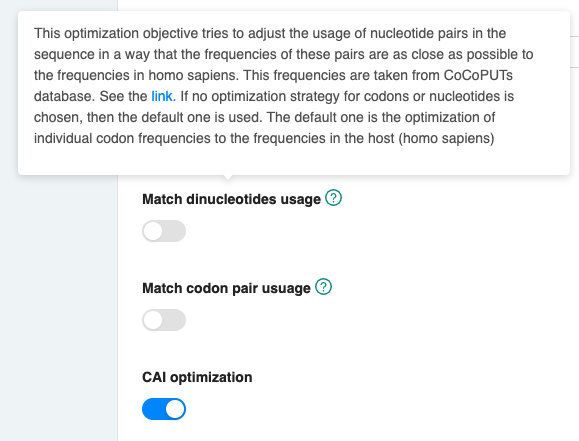 This optimization objective tries to adjust the usage of nucleotide pairs in the
sequence in a way that the frequencies of these pairs are as close as possible to
the frequencies in homo sapiens. This frequencies are taken from CoCoPUTs
database. See the link. If no optimization strategy for codons or nucleotides is
chosen, then the default one is used. The default one is the optimization of
individual codon frequencies to the frequencies in the host (homo sapiens)
Match dinucleotides usage ?
Match codon pair usuage ?
CAI optimization